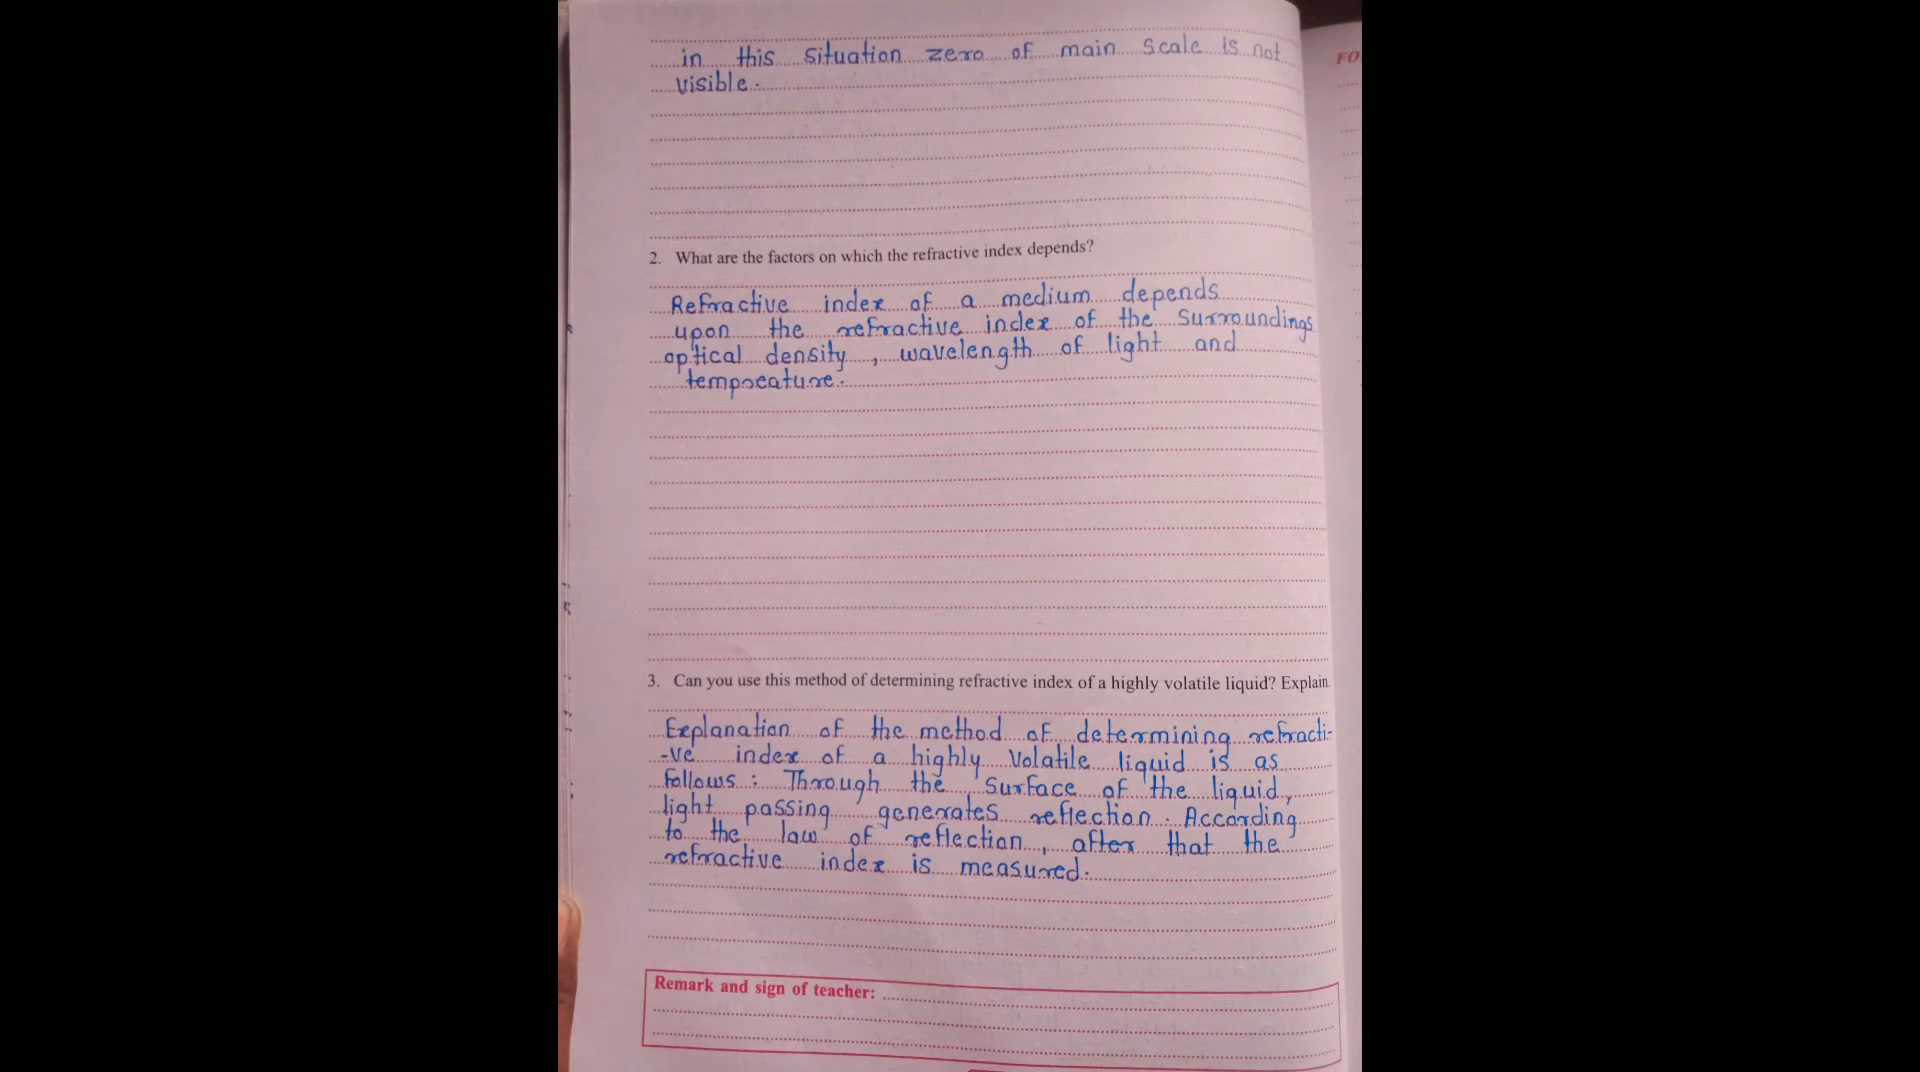 in this situation zero of main scale is not
visible.
FO
2. What are the factors on which the refractive index depends?
Refractive index of a medium depends
upon the refractive index of the surroundings
optical density, wavelength of light and
temproeature.
3. Can you use this method of determining refractive index of a highly volatile liquid? Explain
Explanation of the method of determining refracti-
-ve index of a highly volatile liquid is as
follows : Through the surface of the liquid,
light passing generates reflection. According
to the law of reflection, after that the
refractive index is measured.
Remark and sign of teacher: